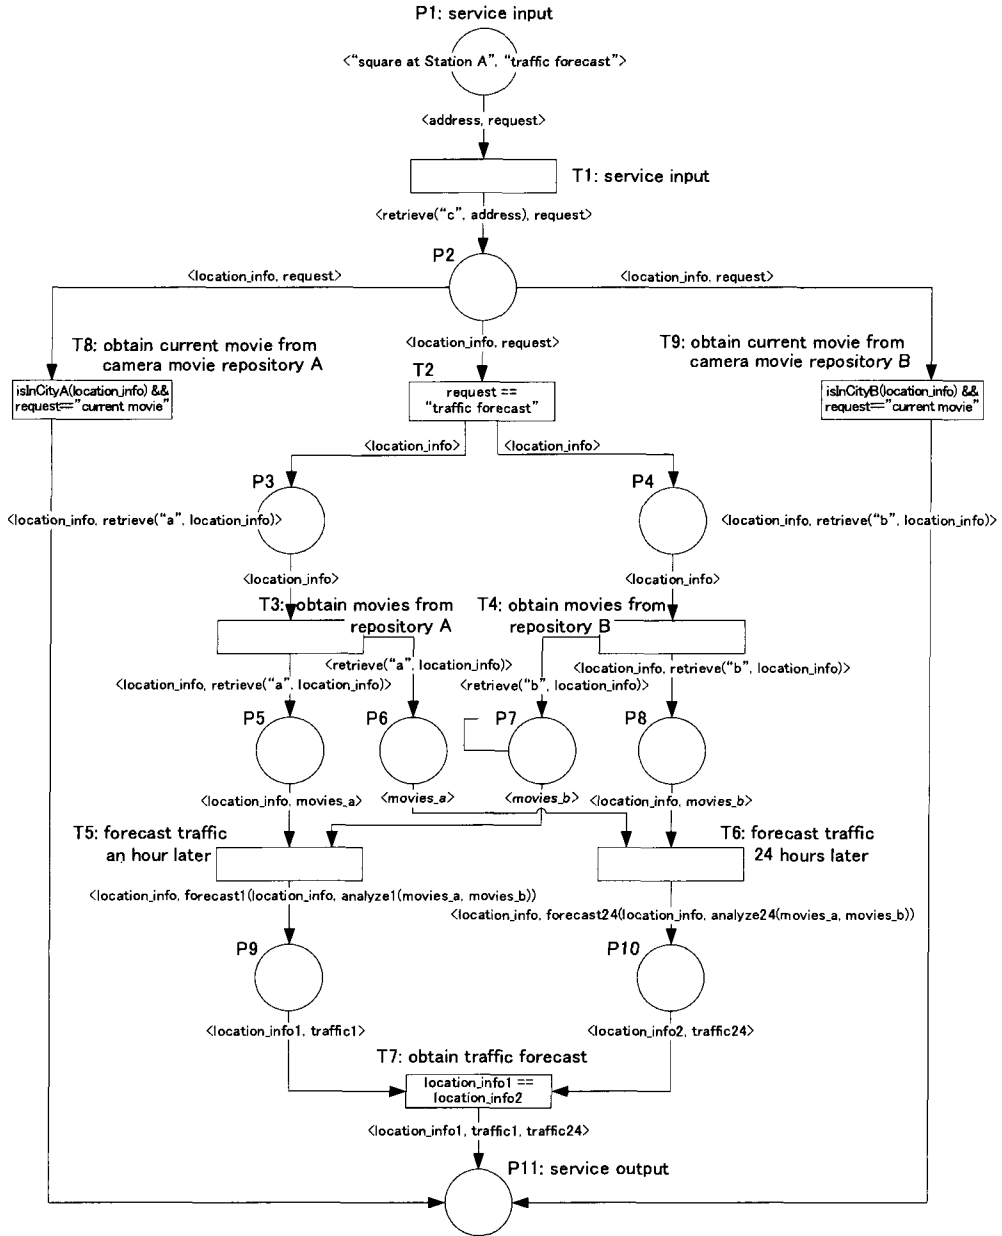 P1: service input
<“square at Station A”, “traffic forecast”>
<address, request>
T1: service input
<retrieve(“c”, address), request>
P2
<location_info, request>
<location_info, request>
<location_info, request>
T8: obtain current movie from
camera movie repository A
T9: obtain current movie from
camera movie repository B
T2
isInCityA(location_info) &&
request==”current movie”
request ==
“traffic forecast”
isInCityB(location_info) &&
request==”current movie”
<location_info>
<location_info>
P3
P4
<location_info, retrieve(“a”, location_info)>
<location_info, retrieve(“b”, location_info)>
<location_info>
<location_info>
T3: obtain movies from
repository A
T4: obtain movies from
repository B
<retrieve(“a”, location_info)>
<location_info, retrieve(“b”, location_info)>
<location_info, retrieve(“a”, location_info)>
<retrieve(“b”, location_info)>
P5
P6
P7
P8
<location_info, movies_a>
<movies_a>
<movies_b>
<location_info, movies_b>
T5: forecast traffic
an hour later
T6: forecast traffic
24 hours later
<location_info, forecast1(location_info, analyze1(movies_a, movies_b))
<location_info, forecast24(location_info, analyze24(movies_a, movies_b))
P9
P10
<location_info1, traffic1>
<location_info2, traffic24>
T7: obtain traffic forecast
location_info1 ==
location_info2
<location_info1, traffic1, traffic24>
P11: service output